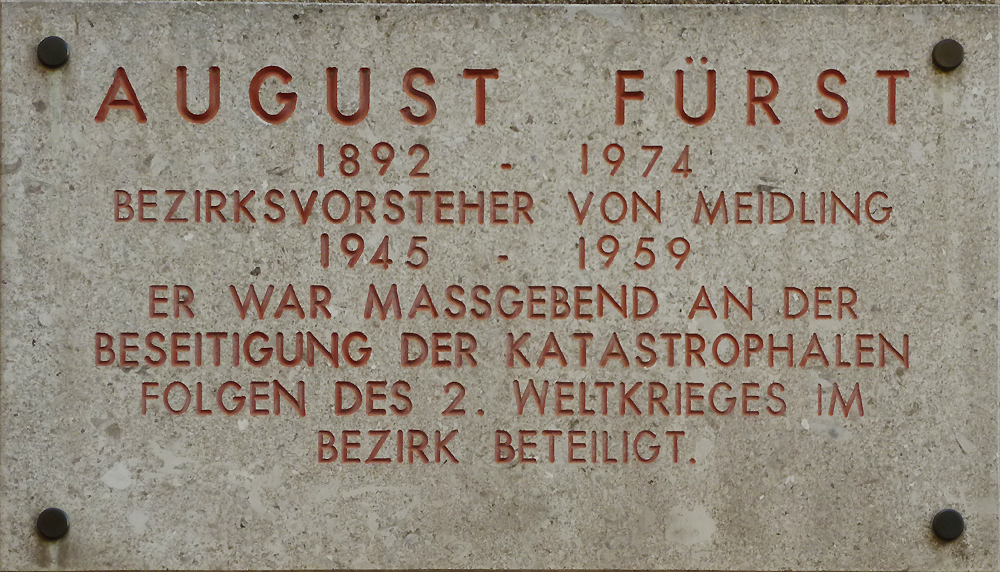 AUGUST FÜRST
1892 - 1974
BEZIRKSVORSTEHER VON MEIDLING
1945 - 1959
ER WAR MASSGEBEND AN DER
BESEITIGUNG DER KATASTROPHALEN
FOLGEN DES 2. WELTKRIEGES IM
BEZIRK BETEILIGT.